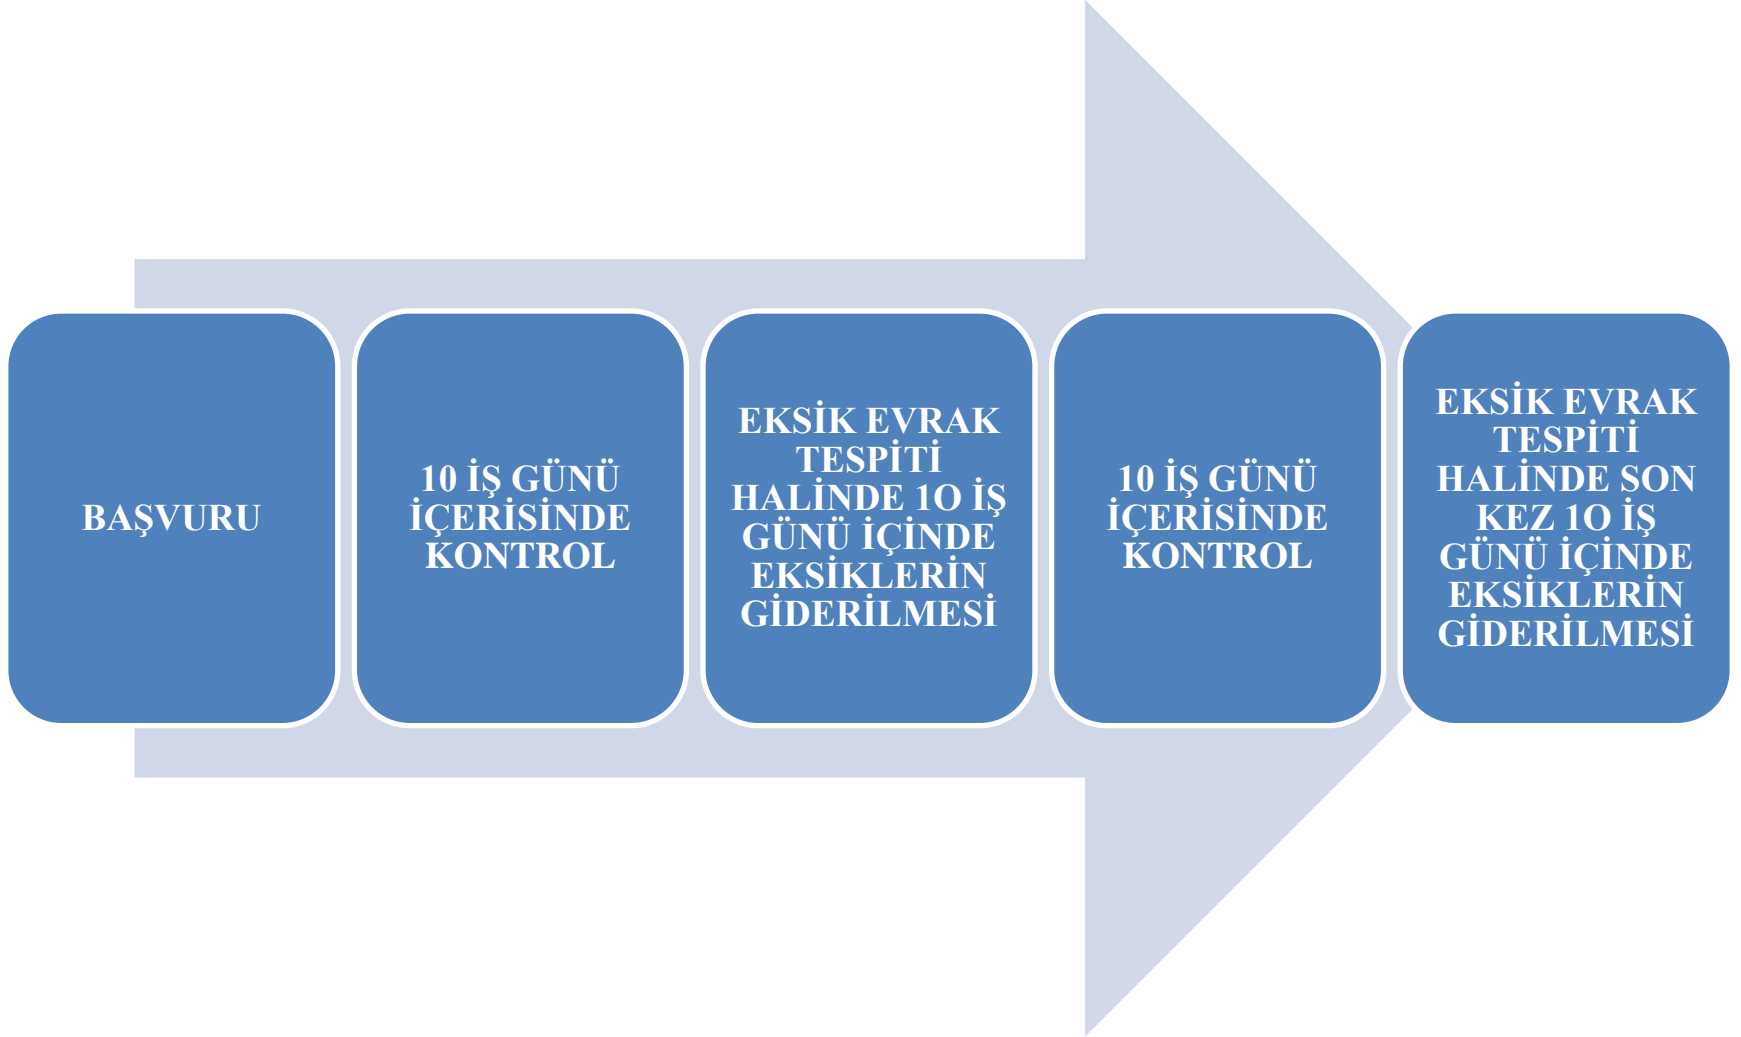 BAŞVURU
10 İŞ GÜNÜ
İÇERİSİNDE
KONTROL
EKSİK EVRAK
TESPİTİ
HALİNDE 1O İŞ
GÜNÜ İÇİNDE
EKSİKLERİN
GİDERİLMESİ
10 İŞ GÜNÜ
İÇERİSİNDE
KONTROL
EKSİK EVRAK
TESPİTİ
HALİNDE SON
KEZ 1O İŞ
GÜNÜ İÇİNDE
EKSİKLERİN
GİDERİLMESİ